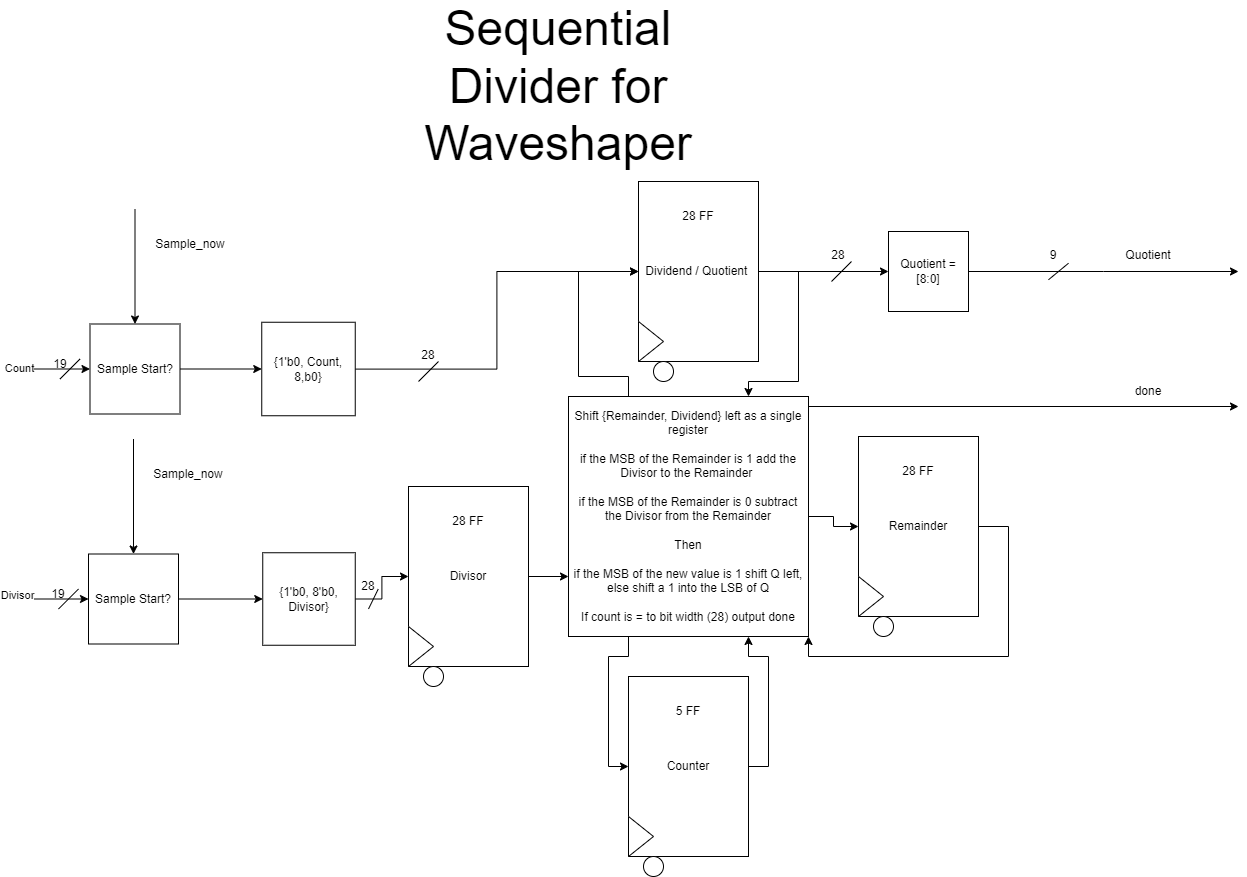 Sequential
Divider for
Waveshaper
28 FF
Dividend / Quotient
28
Quotient =
[8:0]
9
Quotient
Sample_now
Count
19
Sample Start?
{1'b0, Count,
8,b0}
28
done
Shift {Remainder, Dividend} left as a single
register
if the MSB of the Remainder is 1 add the
Divisor to the Remainder
if the MSB of the Remainder is 0 subtract
the Divisor from the Remainder
Then
if the MSB of the new value is 1 shift Q left,
else shift a 1 into the LSB of Q
If count is = to bit width (28) output done
28 FF
Remainder
Sample_now
Divisor
19
Sample Start?
{1'b0, 8'b0,
Divisor}
28
28 FF
Divisor
5 FF
Counter